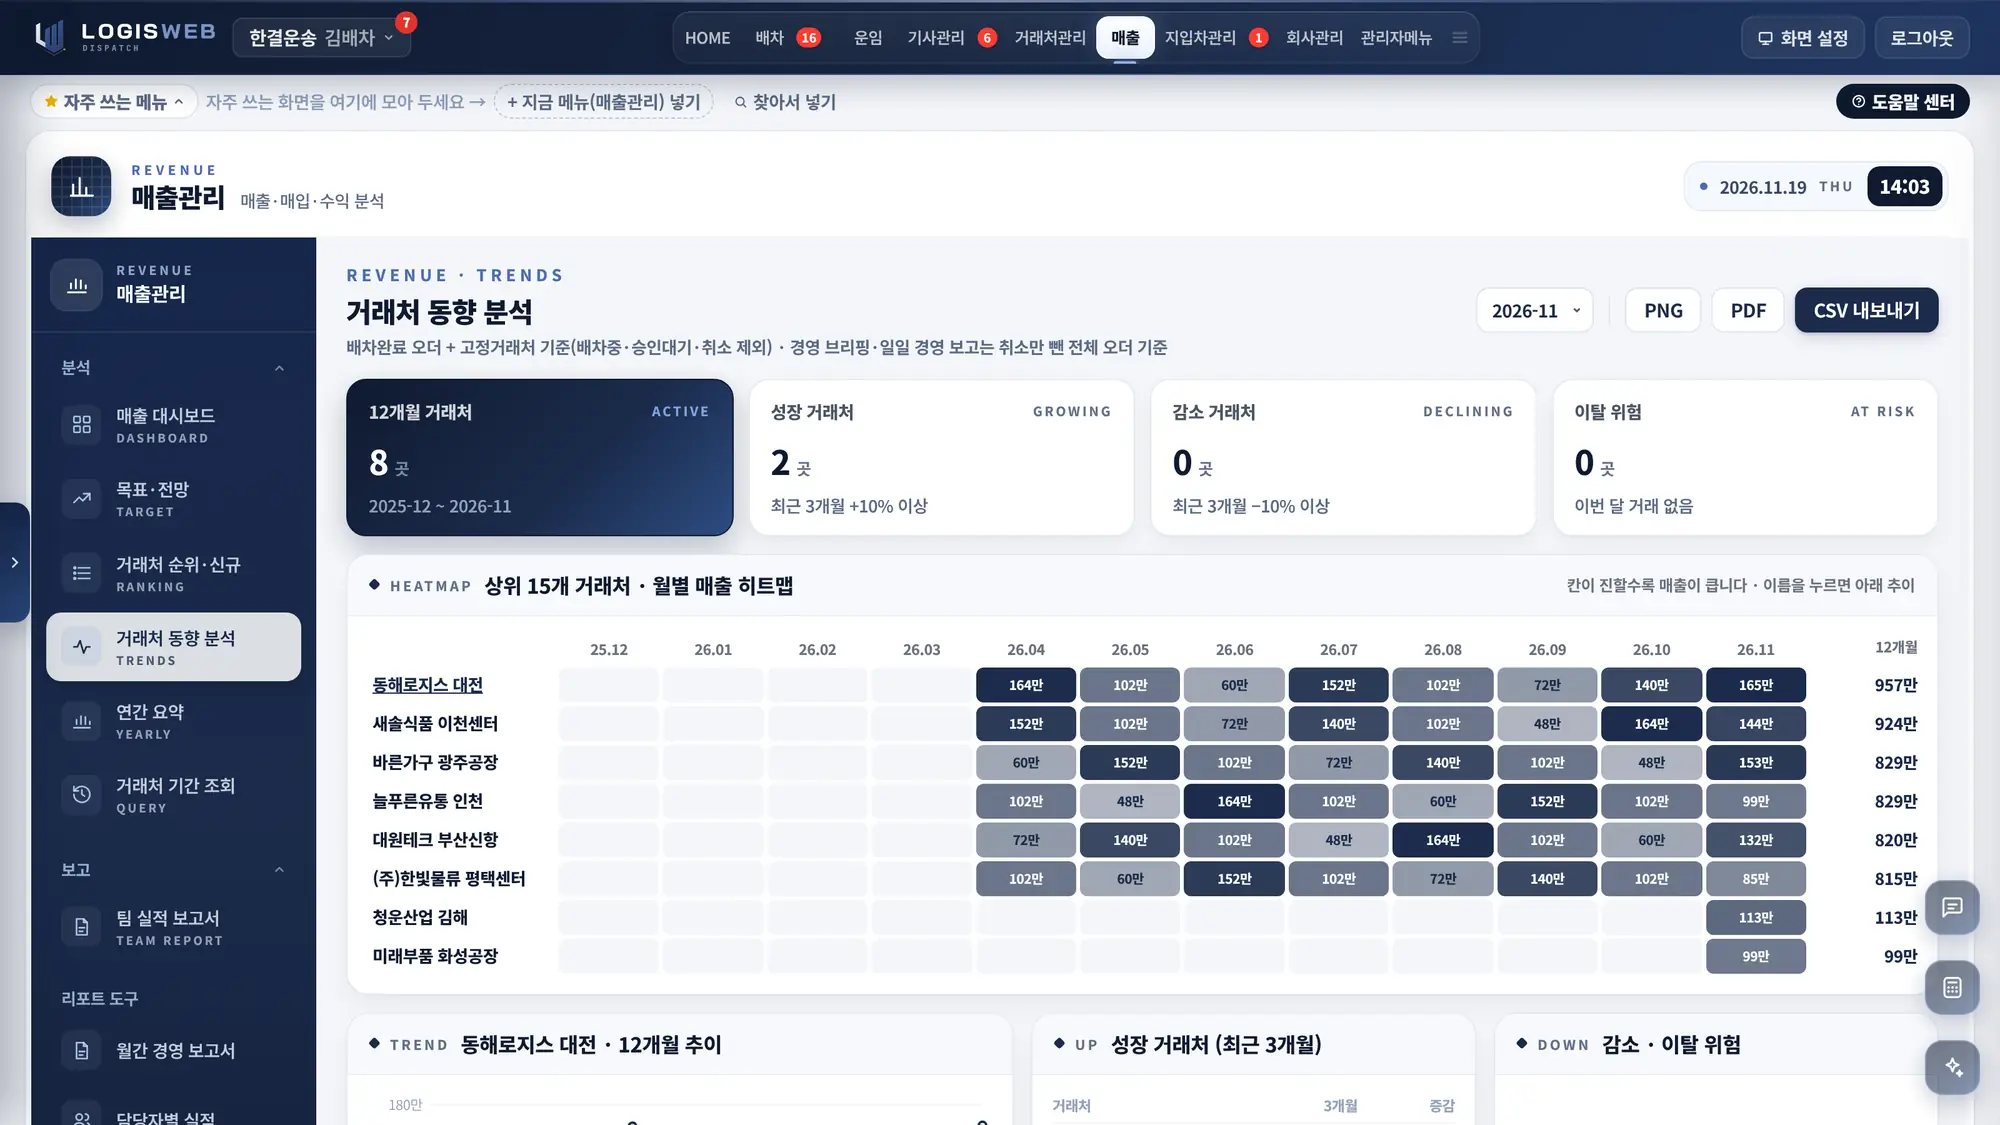 LOGISWEB
DISPATCH
한결운송 김배차
7
HOME
배차 16
운임
기사관리 6
거래처관리
매출
지입차관리 1
회사관리
관리자메뉴
화면 설정
로그아웃
자주 쓰는 메뉴
자주 쓰는 화면을 여기에 모아 두세요 →
+ 지금 메뉴(매출관리) 넣기
찾아서 넣기
도움말 센터
REVENUE
매출관리 매출·매입·수익 분석
2026.11.19 THU 14:03
REVENUE
매출관리
분석
매출 대시보드
DASHBOARD
목표·전망
TARGET
거래처 순위·신규
RANKING
거래처 동향 분석
TRENDS
연간 요약
YEARLY
거래처 기간 조회
QUERY
보고
팀 실적 보고서
TEAM REPORT
리포트 도구
월간 경영 보고서
담당자별 실적
REVENUE · TRENDS
거래처 동향 분석
배차완료 오더 + 고정거래처 기준(배차중·승인대기·취소 제외) · 경영 브리핑·일일 경영 보고는 취소만 뺀 전체 오더 기준
2026-11
PNG
PDF
CSV 내보내기
12개월 거래처 ACTIVE
8 곳
2025-12 ~ 2026-11
성장 거래처 GROWING
2 곳
최근 3개월 +10% 이상
감소 거래처 DECLINING
0 곳
최근 3개월 −10% 이상
이탈 위험 AT RISK
0 곳
이번 달 거래 없음
HEATMAP 상위 15개 거래처 · 월별 매출 히트맵
칸이 진할수록 매출이 큽니다 · 이름을 누르면 아래 추이
25.12 26.01 26.02 26.03 26.04 26.05 26.06 26.07 26.08 26.09 26.10 26.11 12개월
동해로지스 대전 164만 102만 60만 152만 102만 72만 140만 165만 957만
새솔식품 이천센터 152만 102만 72만 140만 102만 48만 164만 144만 924만
바른가구 광주공장 60만 152만 102만 72만 140만 102만 48만 153만 829만
늘푸른유통 인천 102만 48만 164만 102만 60만 152만 102만 99만 829만
대원테크 부산신항 72만 140만 102만 48만 164만 102만 60만 132만 820만
(주)한빛물류 평택센터 102만 60만 152만 102만 72만 140만 102만 85만 815만
청운산업 김해 113만 113만
미래부품 화성공장 99만 99만
TREND 동해로지스 대전 · 12개월 추이
180만
UP 성장 거래처 (최근 3개월)
거래처 3개월 증감
DOWN 감소 · 이탈 위험